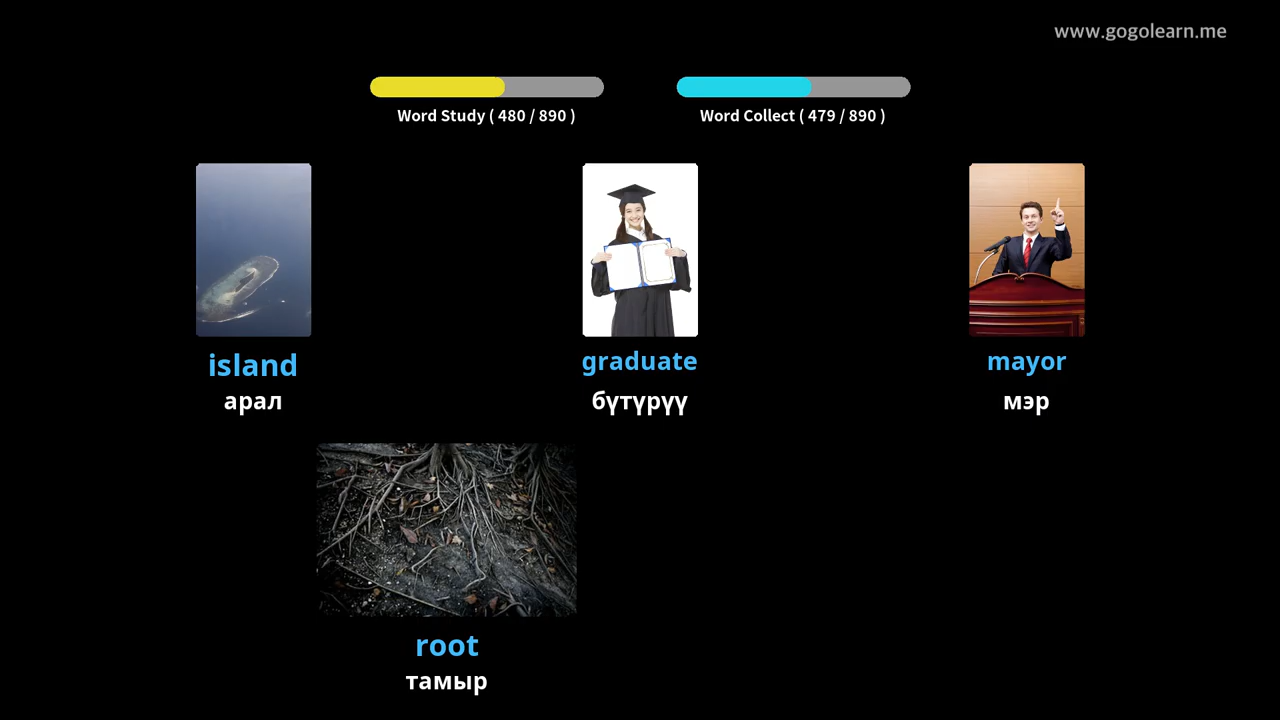 www.gogolearn.me
Word Study ( 480 / 890 )
Word Collect ( 479 / 890 )
island
арал
graduate
бүтүрүү
mayor
мэр
root
тамыр